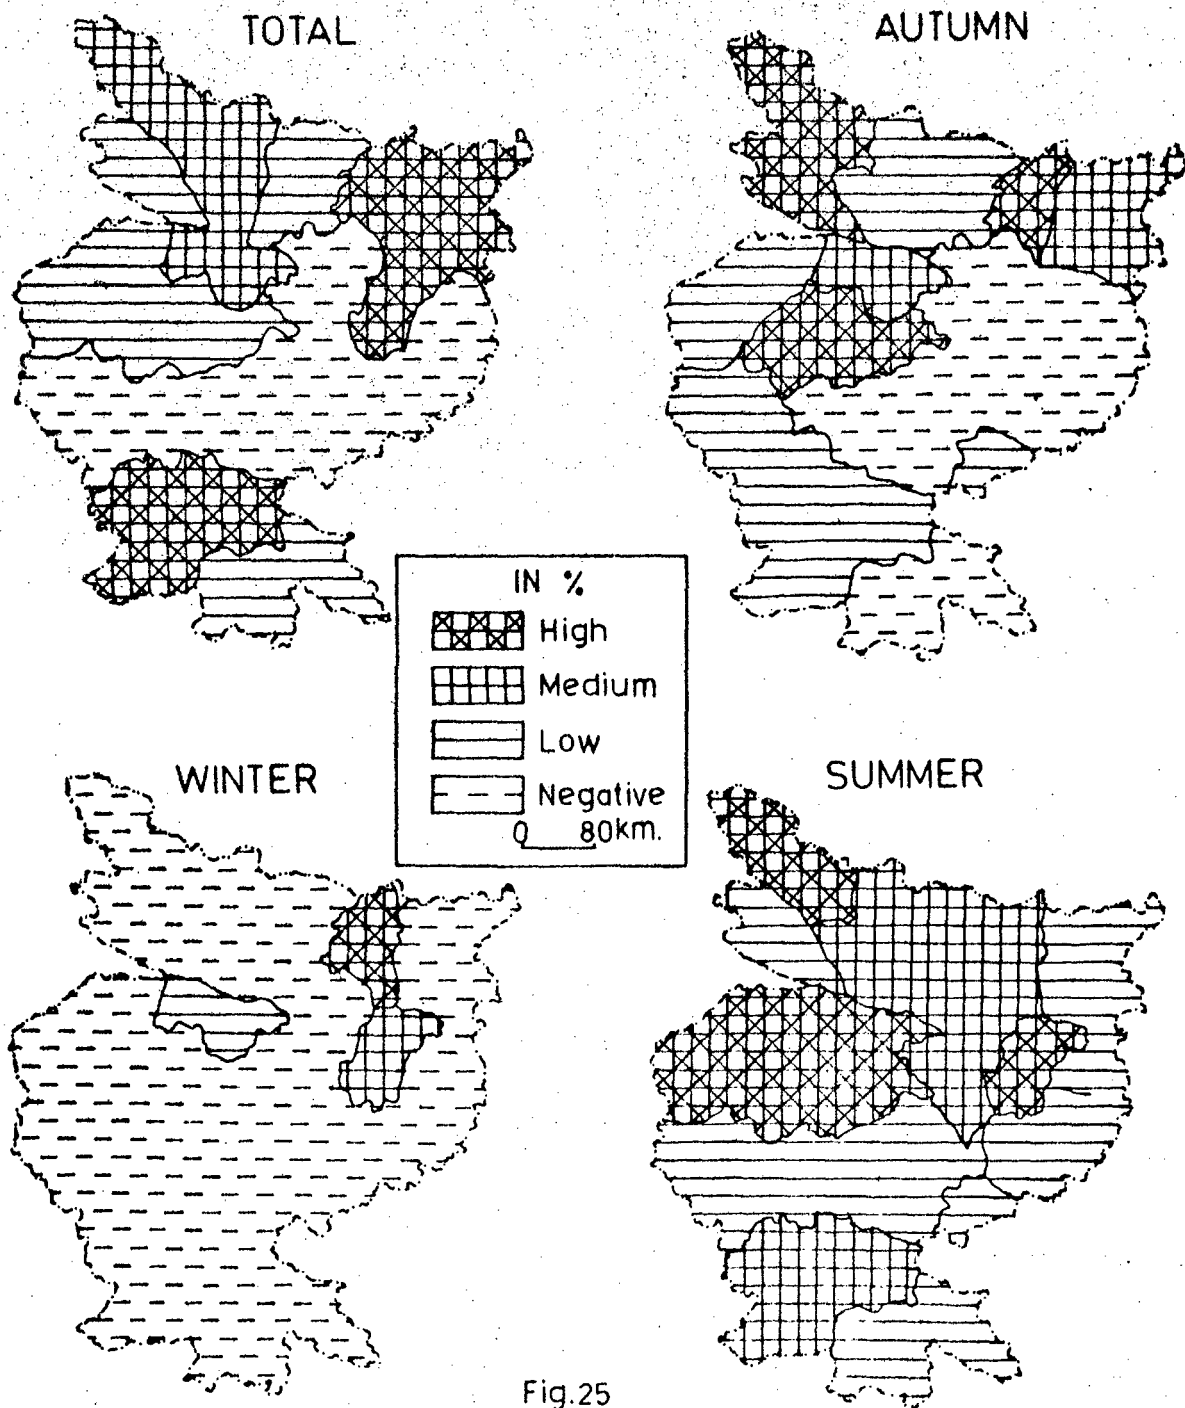 TOTAL
AUTUMN
IN %
High
Medium
Low
Negative
0 80km.
WINTER
SUMMER
Fig.25